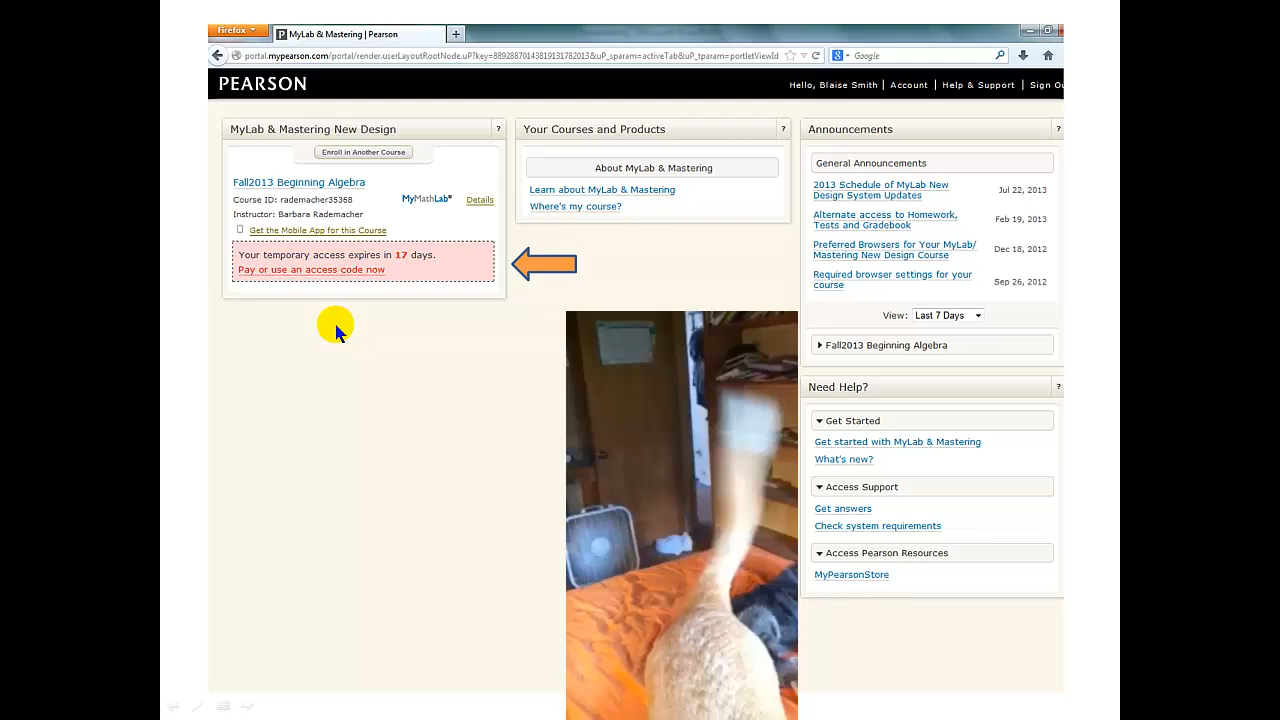 Firefox
MyLab & Mastering | Pearson
portal.mypearson.com/portal/render.userLayoutRootNode.uP?key=88928870143819131782013&uP_sparam=activeTab&uP_tparam=portletViewId
Google
PEARSON
Hello, Blaise Smith | Account | Help & Support | Sign Ou
MyLab & Mastering New Design ?
Enroll in Another Course
Fall2013 Beginning Algebra
Course ID: rademacher35368 MyMathLab® Details
Instructor: Barbara Rademacher
Get the Mobile App for this Course
Your temporary access expires in 17 days.
Pay or use an access code now
Your Courses and Products ?
About MyLab & Mastering
Learn about MyLab & Mastering
Where's my course?
Announcements ?
General Announcements
2013 Schedule of MyLab New
Design System Updates
Jul 22, 2013
Alternate access to Homework,
Tests and Gradebook
Feb 19, 2013
Preferred Browsers for Your MyLab/
Mastering New Design Course
Dec 18, 2012
Required browser settings for your
course
Sep 26, 2012
View: Last 7 Days
Fall2013 Beginning Algebra
Need Help? ?
Get Started
Get started with MyLab & Mastering
What's new?
Access Support
Get answers
Check system requirements
Access Pearson Resources
MyPearsonStore